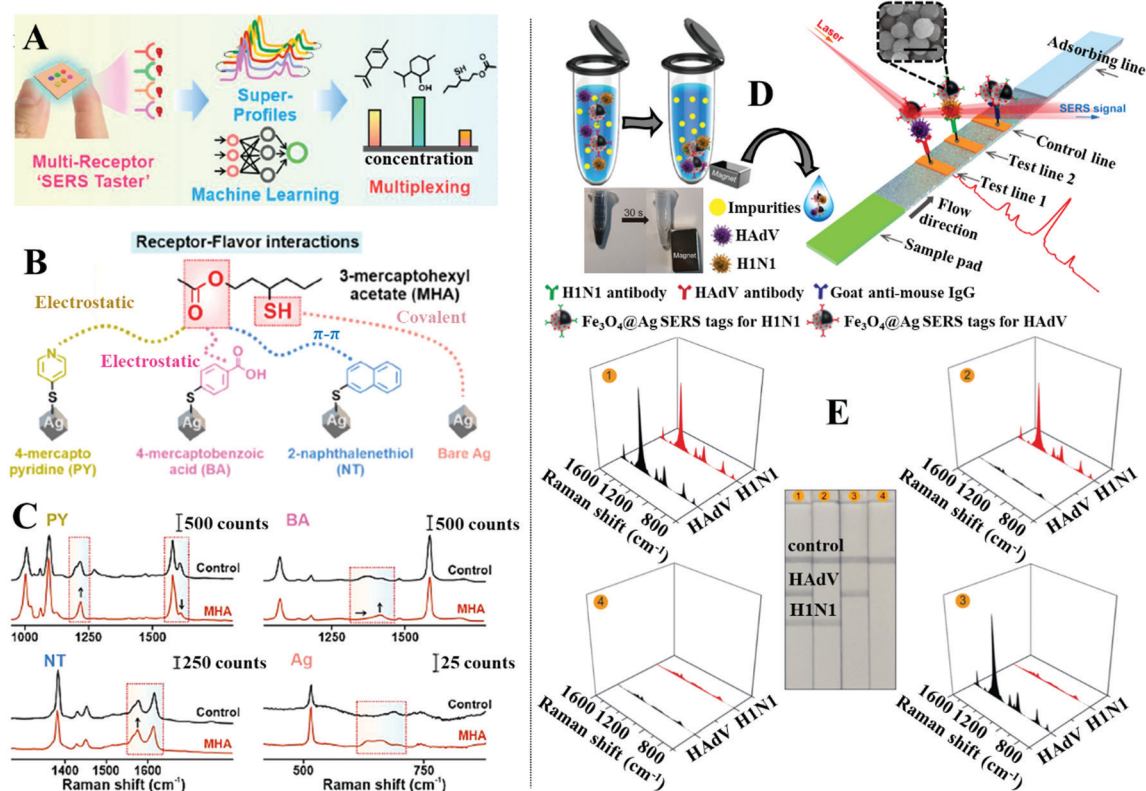 A
Super-
Profiles
OH
SH
O
O
Multi-Receptor
'SERS Taster'
Machine Learning
concentration
Multiplexing
B
Receptor-Flavor interactions
Electrostatic
O
O
SH
3-mercaptohexyl
acetate (MHA)
Covalent
Electrostatic
π-π
N
O
OH
S
S
S
Ag
Ag
Ag
Ag
4-mercapto
pyridine (PY)
4-mercaptobenzoic
acid (BA)
2-naphthalenethiol
(NT)
Bare Ag
C
PY
500 counts
Control
MHA
1000 1250 1500
BA
500 counts
Control
MHA
1250 1500
NT
250 counts
Control
MHA
1400 1500 1600
Raman shift (cm-1)
Ag
25 counts
Control
MHA
500 750
Raman shift (cm-1)
D
Laser
Adsorbing line
SERS signal
Control line
Test line 2
Test line 1
Flow
direction
Sample pad
Magnet
30 s
Magnet
Impurities
HAdV
H1N1
H1N1 antibody HAdV antibody Goat anti-mouse IgG
Fe3O4@Ag SERS tags for H1N1 Fe3O4@Ag SERS tags for HAdV
E
1
1600 1200 800
Raman shift (cm-1)
HAdV
H1N1
2
1600 1200 800
Raman shift (cm-1)
HAdV
H1N1
1 2 3 4
control
HAdV
H1N1
4
1600 1200 800
Raman shift (cm-1)
HAdV
H1N1
3
1600 1200 800
Raman shift (cm-1)
HAdV
H1N1